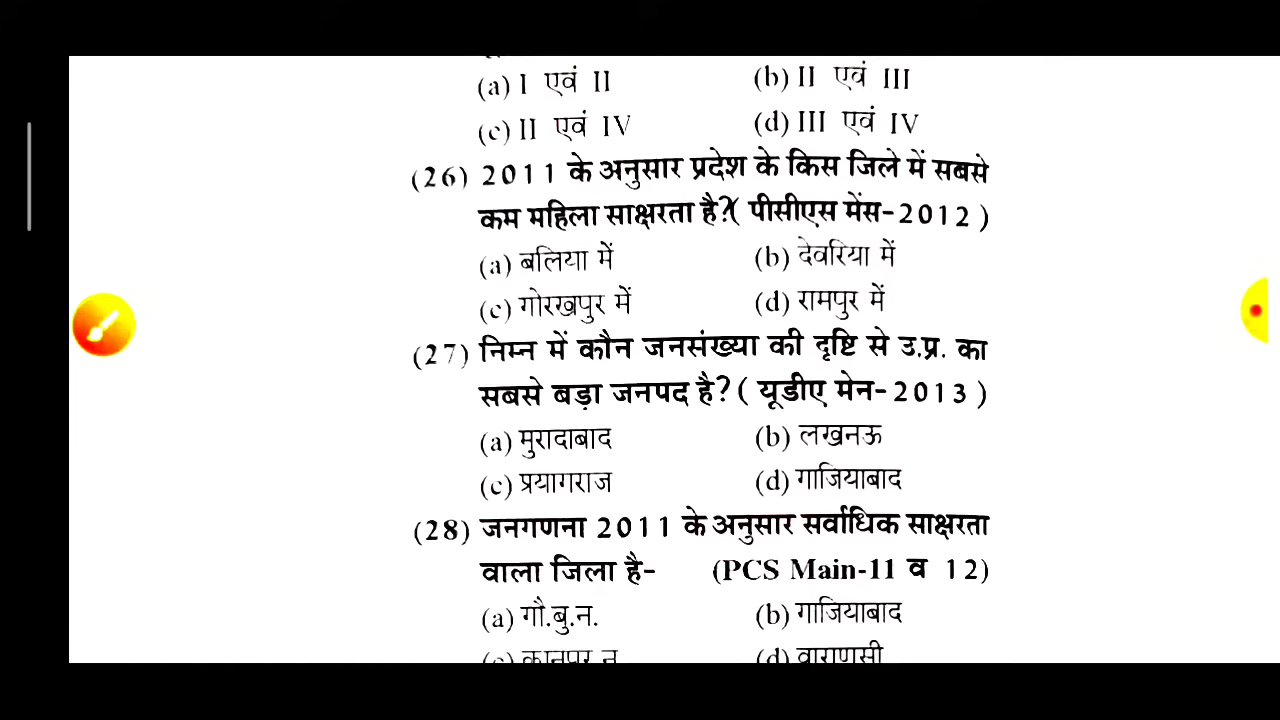 (a) I एवं II (b) II एवं III
(c) II एवं IV (d) III एवं IV
(26) 2011 के अनुसार प्रदेश के किस जिले में सबसे
कम महिला साक्षरता है?( पीसीएस मेंस-2012 )
(a) बलिया में (b) देवरिया में
(c) गोरखपुर में (d) रामपुर में
(27) निम्न में कौन जनसंख्या की दृष्टि से उ.प्र. का
सबसे बड़ा जनपद है? ( यूडीए मेन-2013 )
(a) मुरादाबाद (b) लखनऊ
(c) प्रयागराज (d) गाजियाबाद
(28) जनगणना 2011 के अनुसार सर्वाधिक साक्षरता
वाला जिला है- (PCS Main-11 व 12)
(a) गौ.बु.न. (b) गाजियाबाद
(c) कानपुर न (d) वाराणसी